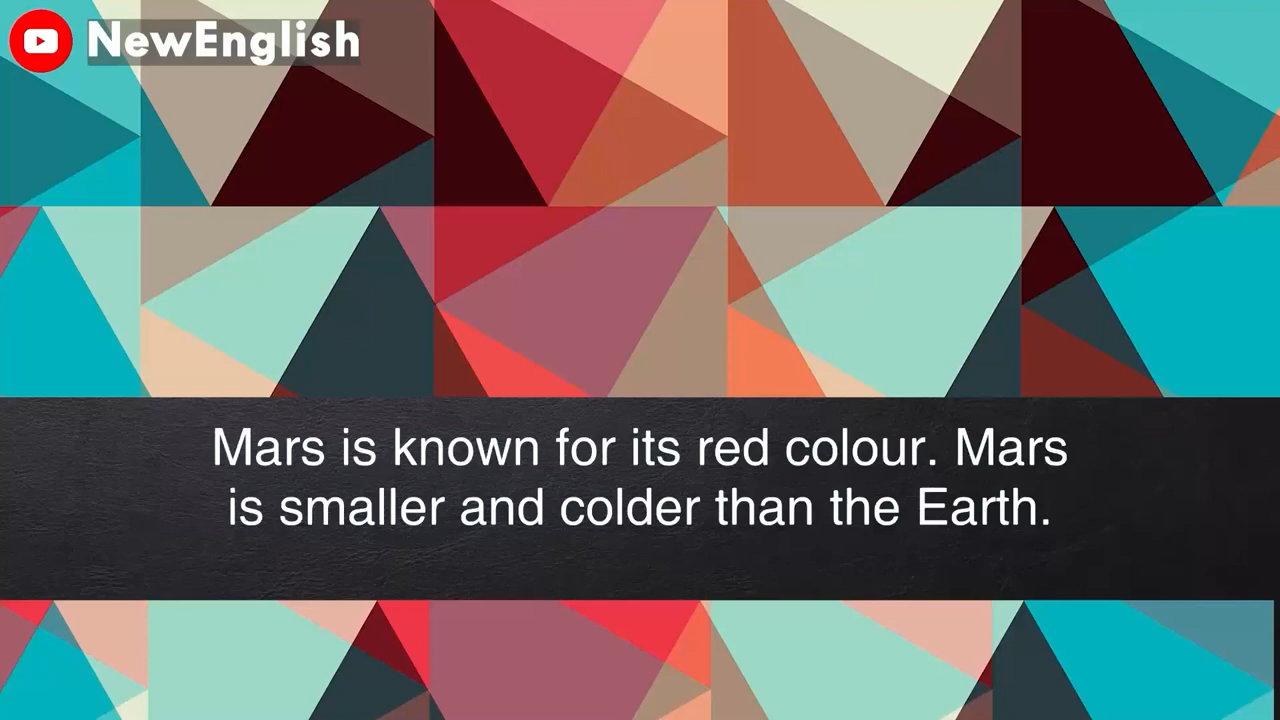 NewEnglish
Mars is known for its red colour. Mars
is smaller and colder than the Earth.